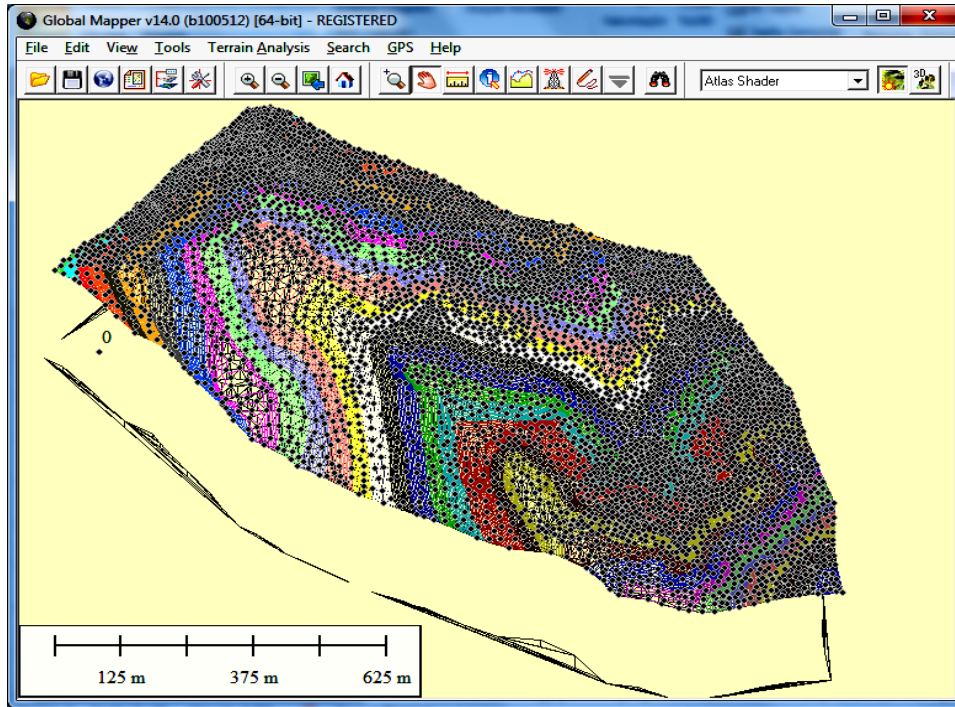 Global Mapper v14.0 (b100512) [64-bit] - REGISTERED
File Edit View Tools Terrain Analysis Search GPS Help
Atlas Shader
3D
0
125 m 375 m 625 m